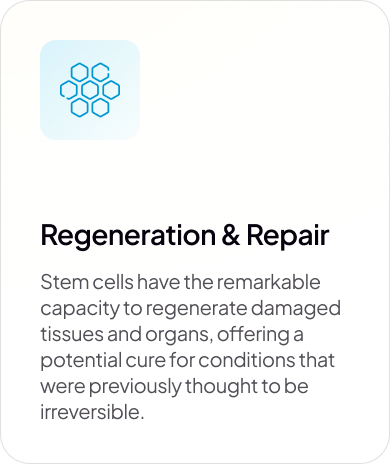 Regeneration & Repair
Stem cells have the remarkable
capacity to regenerate damaged
tissues and organs, offering a
potential cure for conditions that
were previously thought to be
irreversible.